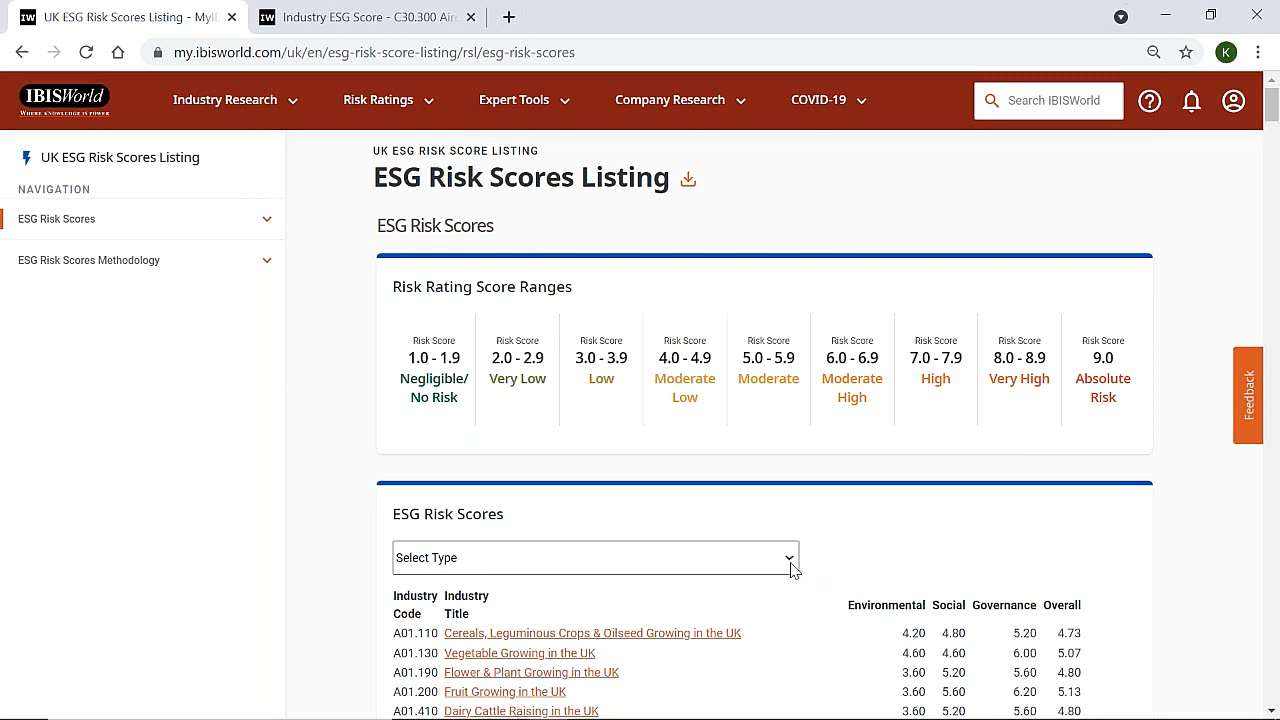 IW UK ESG Risk Scores Listing - MyIB
IW Industry ESG Score - C30.300 Airc
my.ibisworld.com/uk/en/esg-risk-score-listing/rsl/esg-risk-scores
K
IBISWorld
WHERE KNOWLEDGE IS POWER
Industry Research
Risk Ratings
Expert Tools
Company Research
COVID-19
Search IBISWorld
UK ESG Risk Scores Listing
NAVIGATION
ESG Risk Scores
ESG Risk Scores Methodology
UK ESG RISK SCORE LISTING
ESG Risk Scores Listing
ESG Risk Scores
Risk Rating Score Ranges
Risk Score
1.0 - 1.9
Negligible/
No Risk
Risk Score
2.0 - 2.9
Very Low
Risk Score
3.0 - 3.9
Low
Risk Score
4.0 - 4.9
Moderate
Low
Risk Score
5.0 - 5.9
Moderate
Risk Score
6.0 - 6.9
Moderate
High
Risk Score
7.0 - 7.9
High
Risk Score
8.0 - 8.9
Very High
Risk Score
9.0
Absolute
Risk
Feedback
ESG Risk Scores
Select Type
Industry Code Industry Title Environmental Social Governance Overall
A01.110 Cereals, Leguminous Crops & Oilseed Growing in the UK 4.20 4.80 5.20 4.73
A01.130 Vegetable Growing in the UK 4.60 4.60 6.00 5.07
A01.190 Flower & Plant Growing in the UK 3.60 5.20 5.60 4.80
A01.200 Fruit Growing in the UK 3.60 5.60 6.20 5.13
A01.410 Dairy Cattle Raising in the UK 3.60 5.20 5.60 4.80